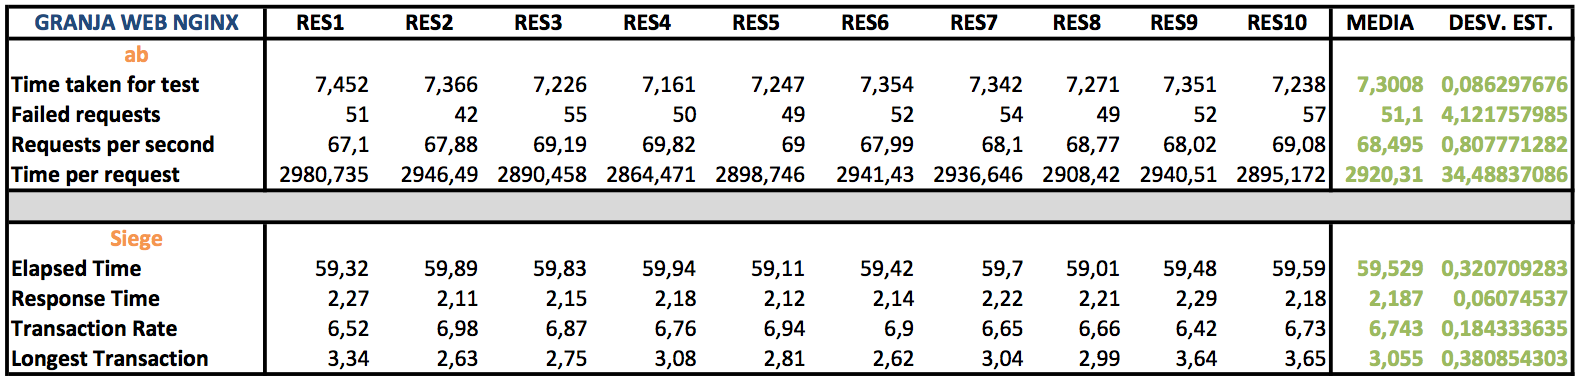 GRANJA WEB NGINX RES1 RES2 RES3 RES4 RES5 RES6 RES7 RES8 RES9 RES10 MEDIA DESV. EST.
ab
Time taken for test 7,452 7,366 7,226 7,161 7,247 7,354 7,342 7,271 7,351 7,238 7,3008 0,086297676
Failed requests 51 42 55 50 49 52 54 49 52 57 51,1 4,121757985
Requests per second 67,1 67,88 69,19 69,82 69 67,99 68,1 68,77 68,02 69,08 68,495 0,807771282
Time per request 2980,735 2946,49 2890,458 2864,471 2898,746 2941,43 2936,646 2908,42 2940,51 2895,172 2920,31 34,48837086
Siege
Elapsed Time 59,32 59,89 59,83 59,94 59,11 59,42 59,7 59,01 59,48 59,59 59,529 0,320709283
Response Time 2,27 2,11 2,15 2,18 2,12 2,14 2,22 2,21 2,29 2,18 2,187 0,06074537
Transaction Rate 6,52 6,98 6,87 6,76 6,94 6,9 6,65 6,66 6,42 6,73 6,743 0,184333635
Longest Transaction 3,34 2,63 2,75 3,08 2,81 2,62 3,04 2,99 3,64 3,65 3,055 0,380854303